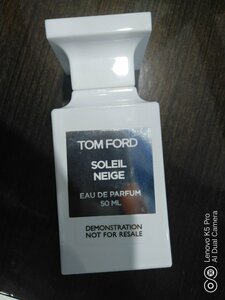 TOM FORD
SOLEIL
NEIGE
EAU DE PARFUM
50 ML
DEMONSTRATION
NOT FOR RESALE
Lenovo K5 Pro
AI Dual Camera